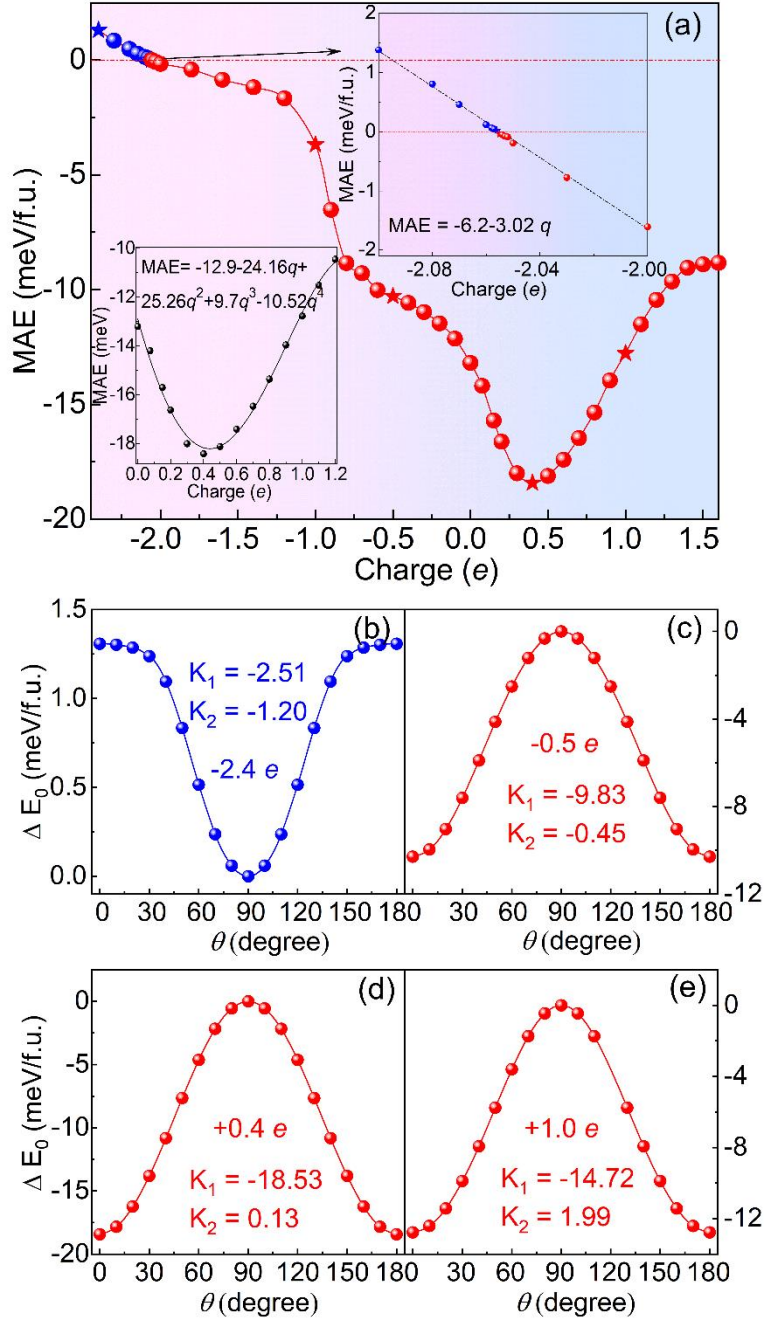 (a)
MAE (meV/f.u.)
0
-5
-10
-15
-20
-2.0 -1.5 -1.0 -0.5 0.0 0.5 1.0 1.5
Charge (e)
MAE (meV/f.u.)
2
1
0
-1
2
MAE = -6.2-3.02 q
-2.08 -2.04 -2.00
Charge (e)
MAE (meV)
-10
-12
-14
-16
-18
MAE= -12.9-24.16q+
25.26q²+9.7q³-10.52q⁴
0.0 0.2 0.4 0.6 0.8 1.0 1.2
Charge (e)
(b)
Δ E₀ (meV/f.u.)
1.5
1.0
0.5
0.0
K₁ = -2.51
K₂ = -1.20
-2.4 e
0 30 60 90 120 150 180
θ (degree)
(c)
0
-4
-8
-12
-0.5 e
K₁ = -9.83
K₂ = -0.45
0 30 60 90 120 150 180
θ (degree)
(d)
Δ E₀ (meV/f.u.)
0
-5
-10
-15
-20
+0.4 e
K₁ = -18.53
K₂ = 0.13
0 30 60 90 120 150 180
θ (degree)
(e)
0
-4
-8
-12
+1.0 e
K₁ = -14.72
K₂ = 1.99
0 30 60 90 120 150 180
θ (degree)